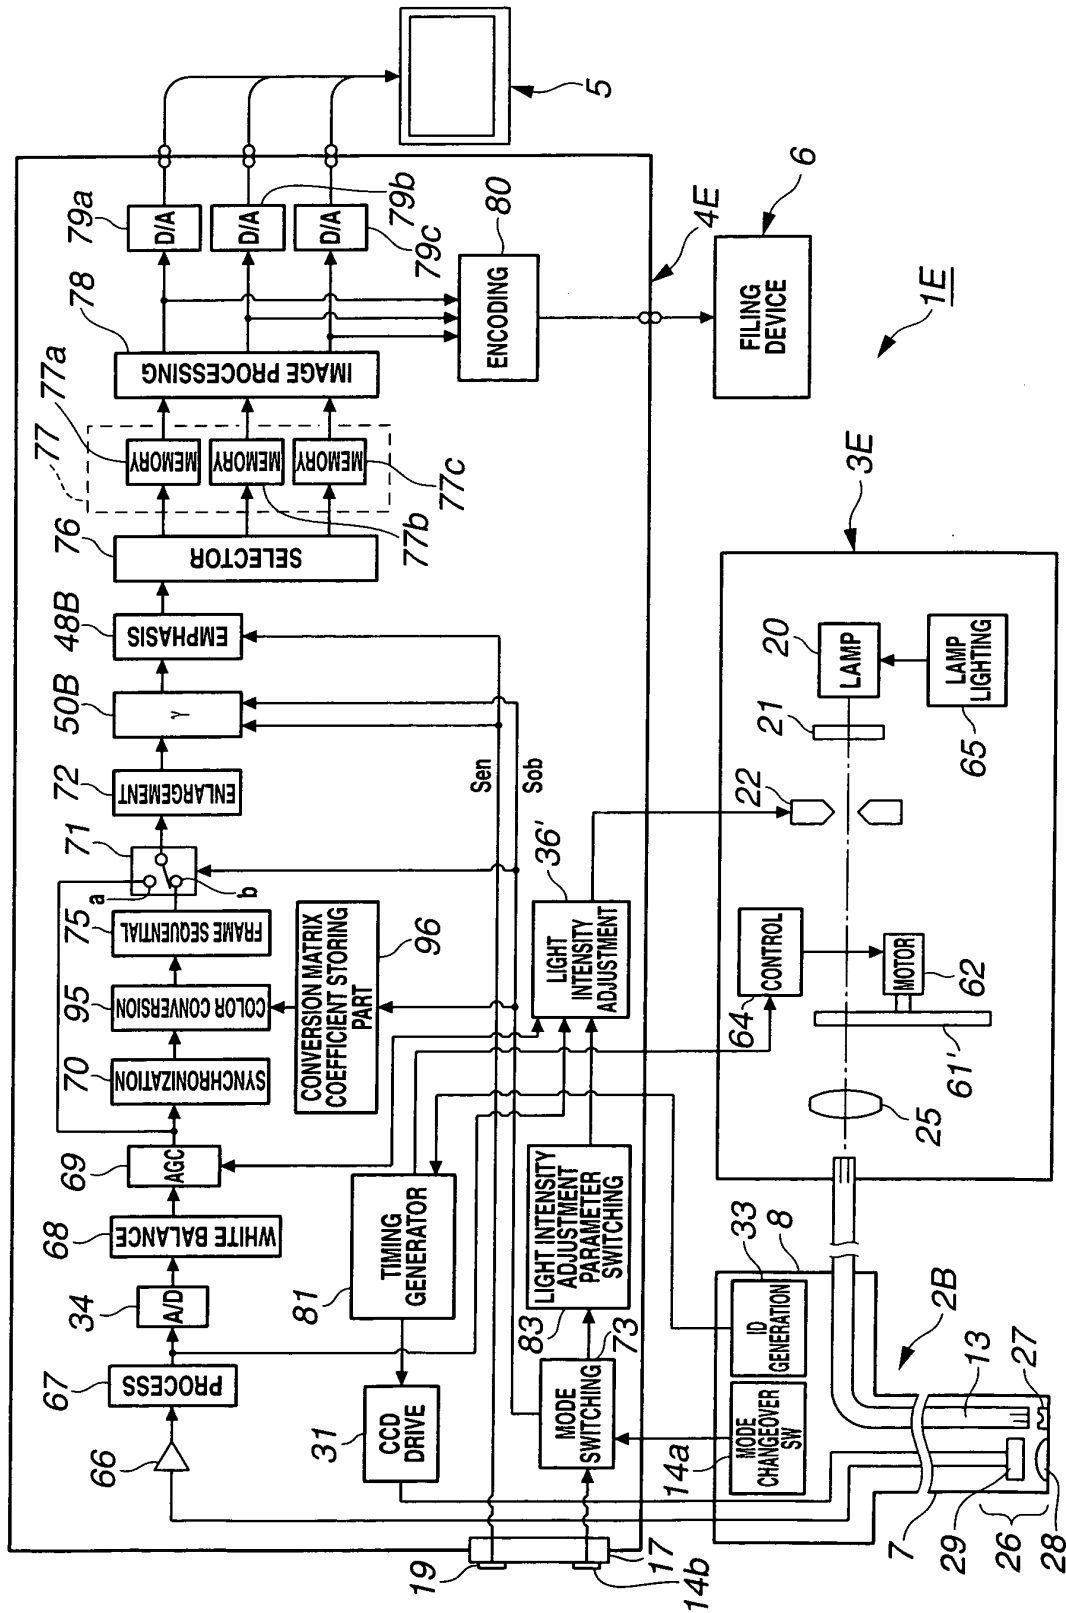 79a
D/A
D/A
79b
D/A
79c
5
78
IMAGE PROCESSING
77
77a
MEMORY
MEMORY
77b
MEMORY
77c
76
SELECTOR
48B
EMPHASIS
50B
γ
72
ENLARGEMENT
71
a
b
75
FRAME SEQUENTIAL
95
COLOR CONVERSION
70
SYNCHRONIZATION
69
AGC
68
WHITE BALANCE
34
A/D
67
PROCESS
66
ENCODING
80
4E
FILING
DEVICE
6
1E
Sen
Sob
CONVERSION MATRIX
COEFFICIENT STORING
PART
96
LIGHT
INTENSITY
ADJUSTMENT
36'
81
TIMING
GENERATOR
31
CCD
DRIVE
LIGHT INTENSITY
ADJUSTMENT
PARAMETER
SWITCHING
83
MODE
SWITCHING
73
19
17
14b
3E
20
LAMP
LAMP
LIGHTING
65
21
22
64
CONTROL
MOTOR
62
61'
25
33
ID
GENERATION
8
14a
MODE
CHANGEOVER
SW
2B
13
27
7
29
26
28